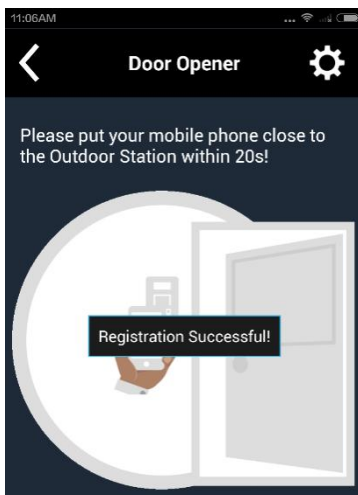 11:06AM
Door Opener
Please put your mobile phone close to
the Outdoor Station within 20s!
Registration Successful!